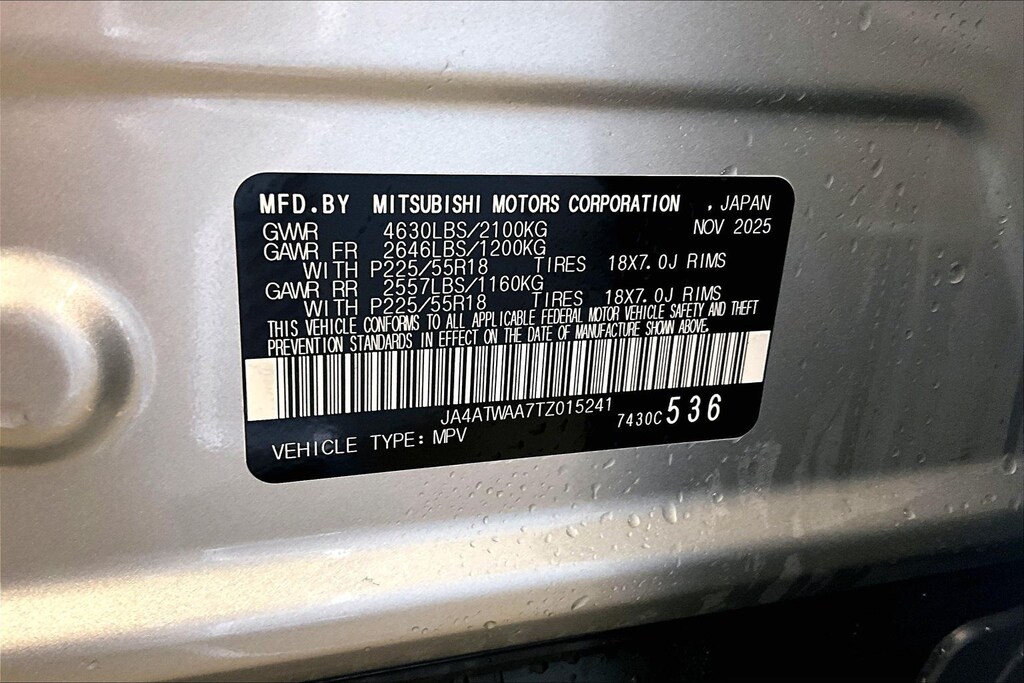 MFD.BY MITSUBISHI MOTORS CORPORATION , JAPAN
NOV 2025
GVWR 4630LBS/2100KG
GAWR FR 2646LBS/1200KG
WITH P225/55R18 TIRES 18X7.0J RIMS
GAWR RR 2557LBS/1160KG
WITH P225/55R18 TIRES 18X7.0J RIMS
THIS VEHICLE CONFORMS TO ALL APPLICABLE FEDERAL MOTOR VEHICLE SAFETY AND THEFT
PREVENTION STANDARDS IN EFFECT ON THE DATE OF MANUFACTURE SHOWN ABOVE.
JA4ATWAA7TZ015241
7430C 536
VEHICLE TYPE: MPV